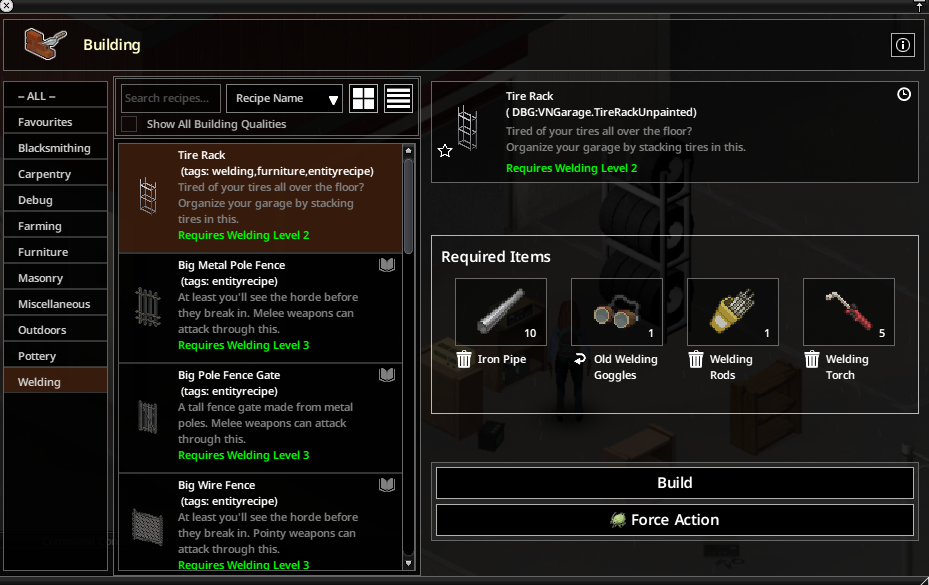 Building
-- ALL --
Favourites
Blacksmithing
Carpentry
Debug
Farming
Furniture
Masonry
Miscellaneous
Outdoors
Pottery
Welding
Search recipes...
Recipe Name
Show All Building Qualities
Tire Rack
(tags: welding,furniture,entityrecipe)
Tired of your tires all over the floor?
Organize your garage by stacking
tires in this.
Requires Welding Level 2
Big Metal Pole Fence
(tags: entityrecipe)
At least you'll see the horde before
they break in. Melee weapons can
attack through this.
Requires Welding Level 3
Big Pole Fence Gate
(tags: entityrecipe)
A tall fence gate made from metal
poles. Melee weapons can attack
through this.
Requires Welding Level 3
Big Wire Fence
(tags: entityrecipe)
At least you'll see the horde before
they break in. Pointy weapons can
attack through this.
Requires Welding Level 3
Tire Rack
( DBG:VNGarage.TireRackUnpainted)
Tired of your tires all over the floor?
Organize your garage by stacking tires in this.
Requires Welding Level 2
Required Items
10
Iron Pipe
1
Old Welding
Goggles
1
Welding
Rods
5
Welding
Torch
Build
Force Action